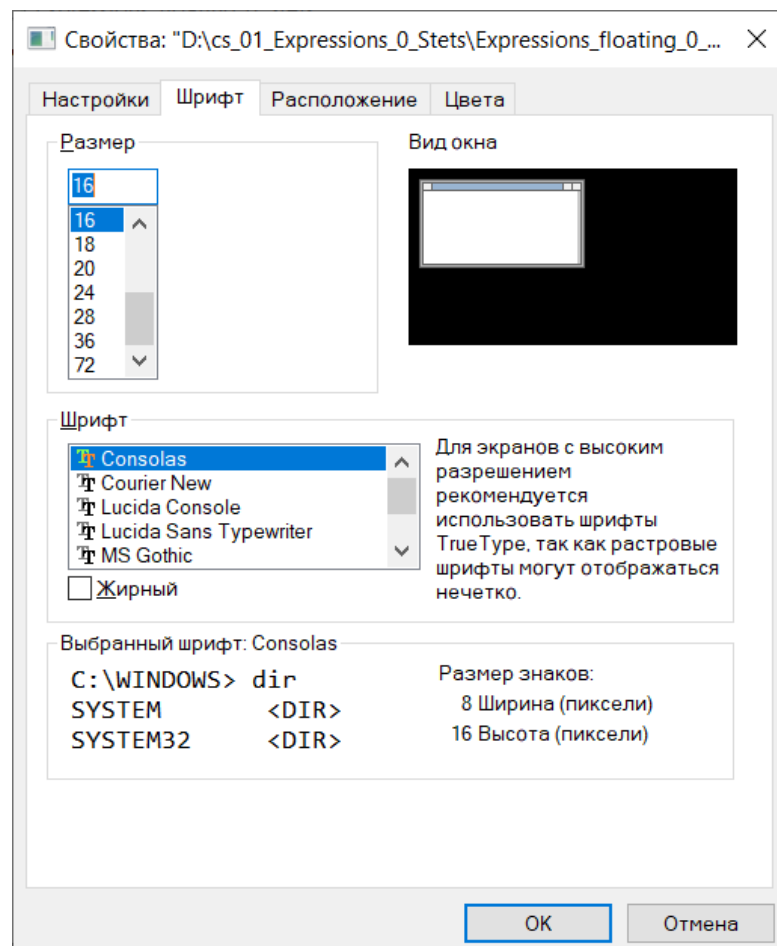 Свойства: "D:\cs_01_Expressions_0_Stets\Expressions_floating_0_...
Настройки Шрифт Расположение Цвета
Размер
16
16
18
20
24
28
36
72
Вид окна
Шрифт
Consolas
Courier New
Lucida Console
Lucida Sans Typewriter
MS Gothic
Жирный
Для экранов с высоким
разрешением
рекомендуется
использовать шрифты
TrueType, так как растровые
шрифты могут отображаться
нечетко.
Выбранный шрифт: Consolas
C:\WINDOWS> dir
SYSTEM <DIR>
SYSTEM32 <DIR>
Размер знаков:
8 Ширина (пиксели)
16 Высота (пиксели)
OK Отмена